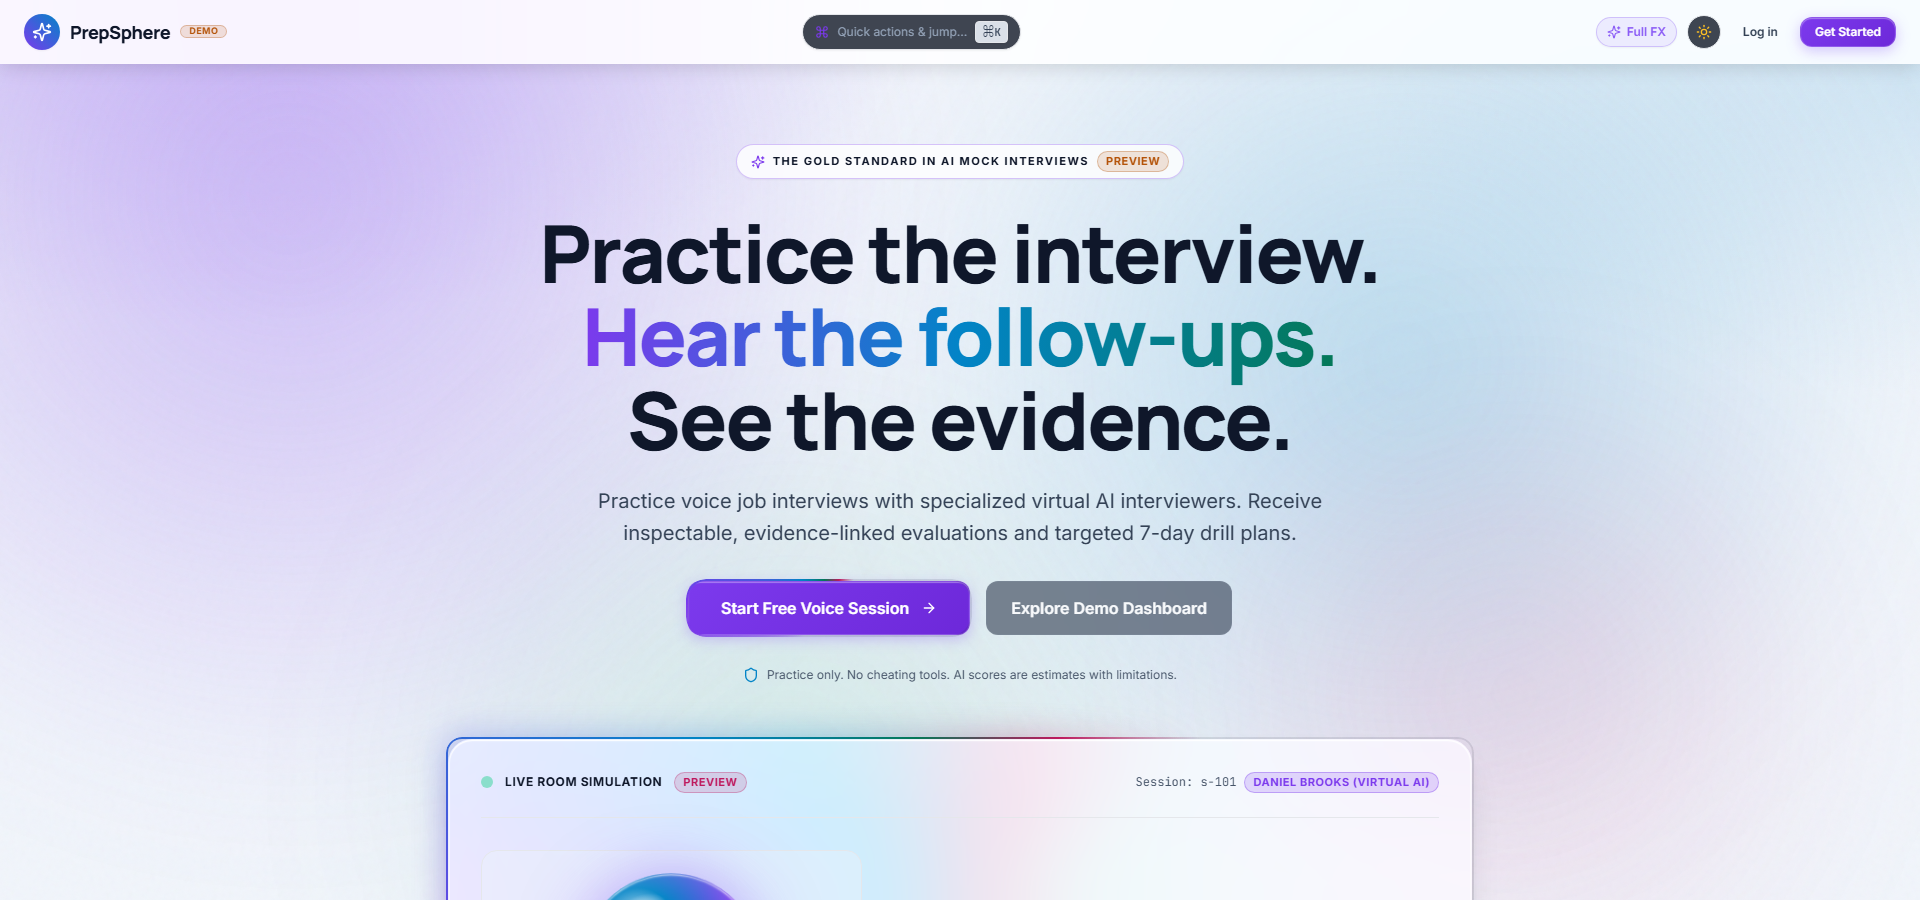 PrepSphere DEMO
Quick actions & jump... ⌘K
Full FX
Log in
Get Started
THE GOLD STANDARD IN AI MOCK INTERVIEWS PREVIEW
Practice the interview.
Hear the follow-ups.
See the evidence.
Practice voice job interviews with specialized virtual AI interviewers. Receive
inspectable, evidence-linked evaluations and targeted 7-day drill plans.
Start Free Voice Session →
Explore Demo Dashboard
Practice only. No cheating tools. AI scores are estimates with limitations.
LIVE ROOM SIMULATION PREVIEW
Session: s-101 DANIEL BROOKS (VIRTUAL AI)